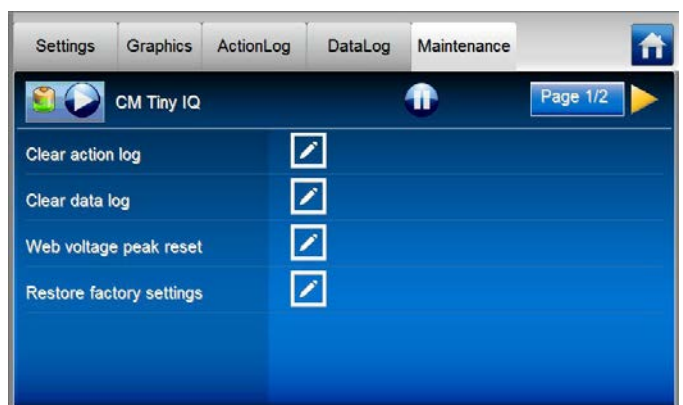 Settings Graphics ActionLog DataLog Maintenance
CM Tiny IQ Page 1/2
Clear action log
Clear data log
Web voltage peak reset
Restore factory settings